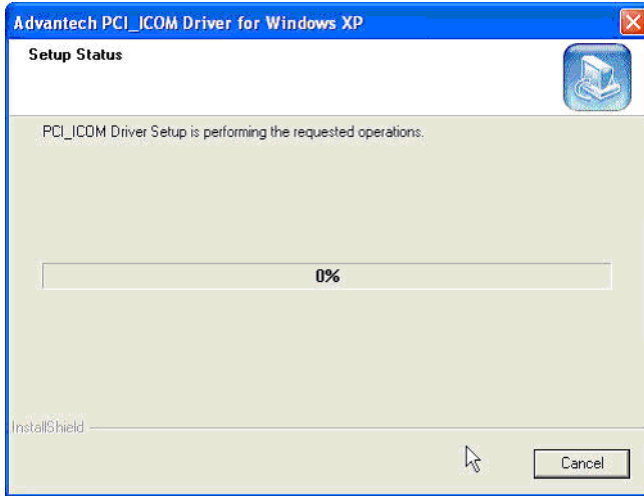 Advantech PCI_ICOM Driver for Windows XP
Setup Status
PCI_ICOM Driver Setup is performing the requested operations.
0%
InstallShield
Cancel